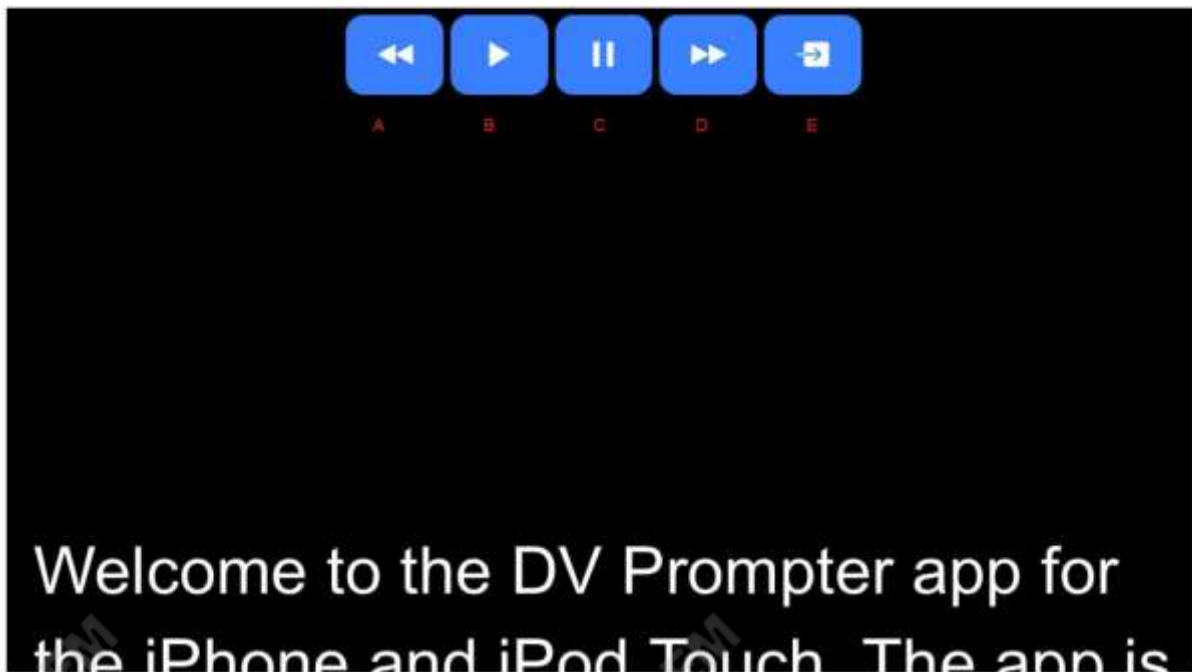 A B C D E
Welcome to the DV Prompter app for
the iPhone and iPod Touch. The app is